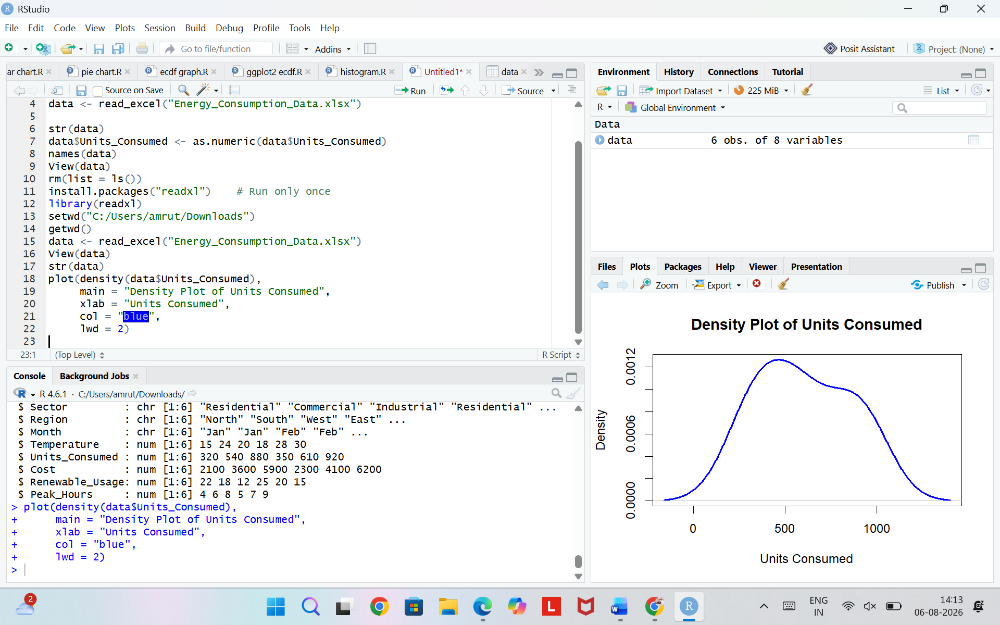 RStudio
File Edit Code View Plots Session Build Debug Profile Tools Help
Go to file/function Addins Posit Assistant Project: (None)
ar chart.R pie chart.R ecdf graph.R ggplot2 ecdf.R histogram.R Untitled1* data
Source on Save Run Source
4 data <- read_excel("Energy_Consumption_Data.xlsx")
5
6 str(data)
7 data$Units_Consumed <- as.numeric(data$Units_Consumed)
8 names(data)
9 View(data)
10 rm(list = ls())
11 install.packages("readxl") # Run only once
12 library(readxl)
13 setwd("C:/Users/amrut/Downloads")
14 getwd()
15 data <- read_excel("Energy_Consumption_Data.xlsx")
16 View(data)
17 str(data)
18 plot(density(data$Units_Consumed),
19 main = "Density Plot of Units Consumed",
20 xlab = "Units Consumed",
21 col = "blue",
22 lwd = 2)
23
23:1 (Top Level) R Script
Console Background Jobs
R 4.6.1 · C:/Users/amrut/Downloads/
$ Sector : chr [1:6] "Residential" "Commercial" "Industrial" "Residential" ...
$ Region : chr [1:6] "North" "South" "West" "East" ...
$ Month : chr [1:6] "Jan" "Jan" "Feb" "Feb" ...
$ Temperature : num [1:6] 15 24 20 18 28 30
$ Units_Consumed : num [1:6] 320 540 880 350 610 920
$ Cost : num [1:6] 2100 3600 5900 2300 4100 6200
$ Renewable_Usage: num [1:6] 22 18 12 25 20 15
$ Peak_Hours : num [1:6] 4 6 8 5 7 9
> plot(density(data$Units_Consumed),
+ main = "Density Plot of Units Consumed",
+ xlab = "Units Consumed",
+ col = "blue",
+ lwd = 2)
>
Environment History Connections Tutorial
Import Dataset 225 MiB List
R Global Environment
Data
data 6 obs. of 8 variables
Files Plots Packages Help Viewer Presentation
Zoom Export Publish
Density Plot of Units Consumed
Density
0.0012
0.0006
0.0000
0 500 1000
Units Consumed
2
ENG
IN
14:13
06-08-2026